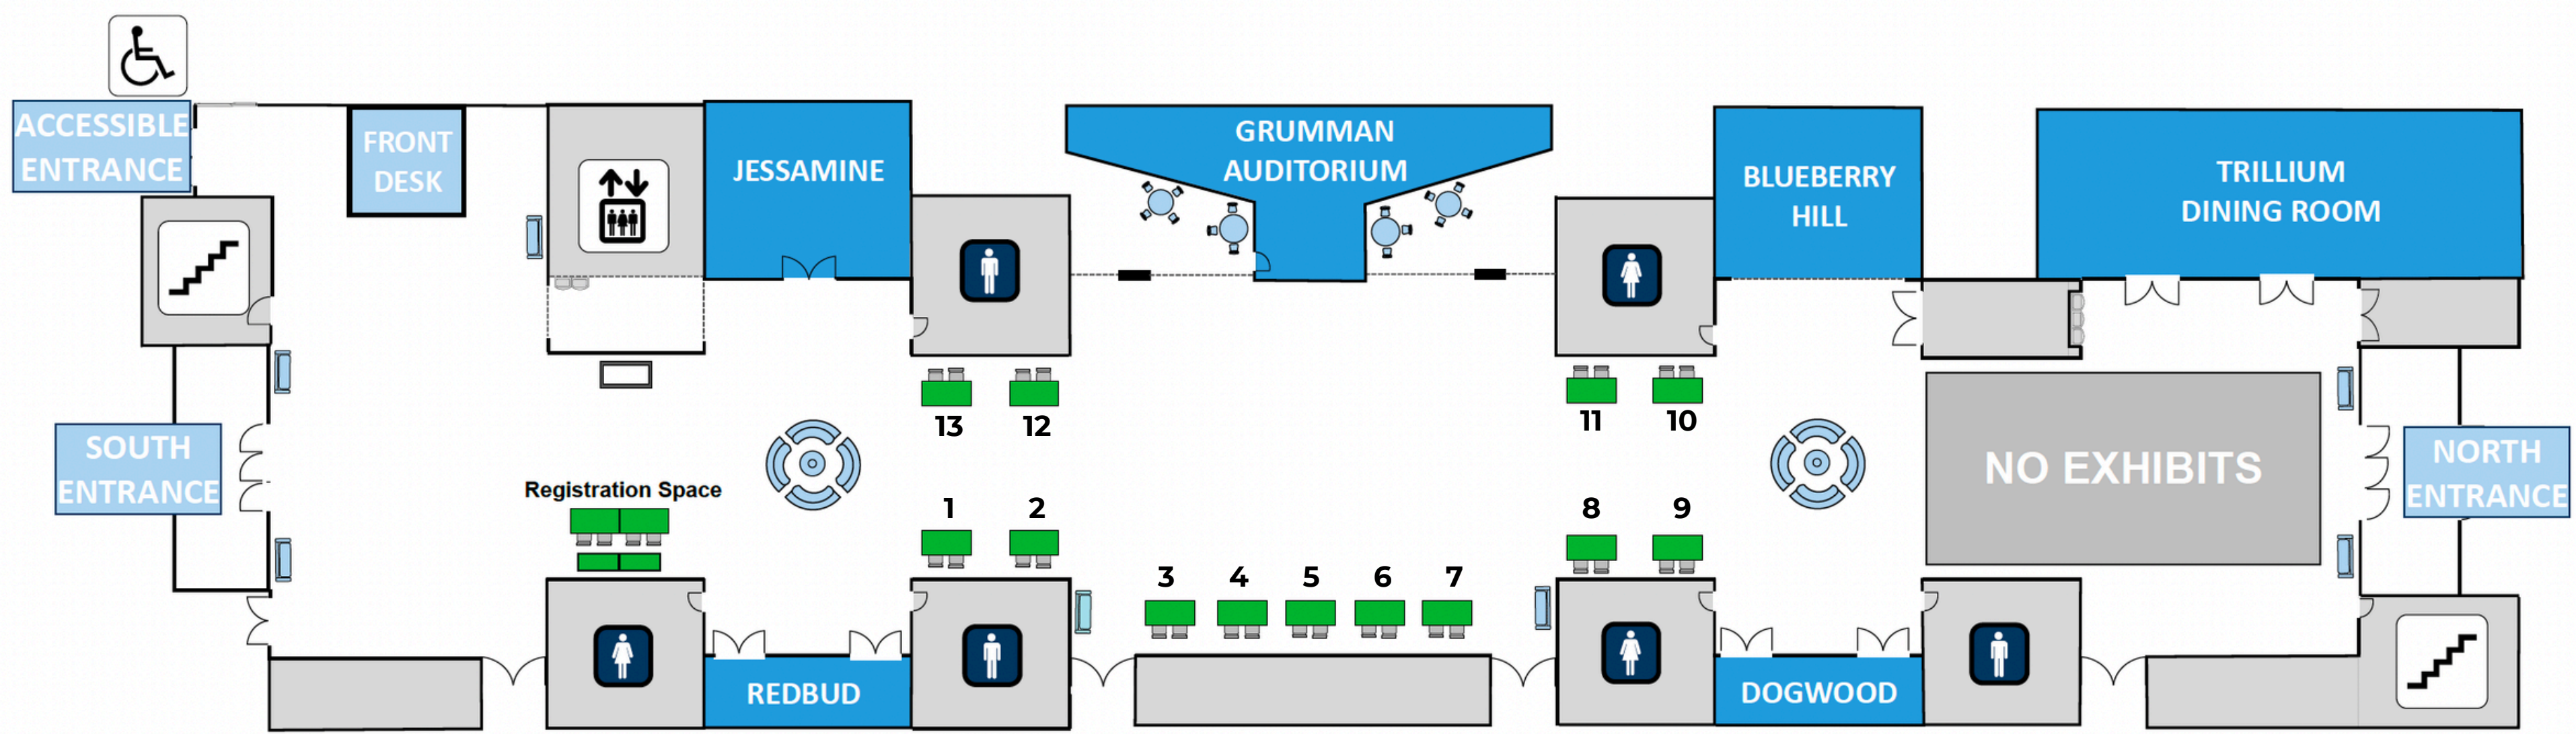 ACCESSIBLE
ENTRANCE
FRONT
DESK
JESSAMINE
GRUMMAN
AUDITORIUM
BLUEBERRY
HILL
TRILLIUM
DINING ROOM
13
12
11
10
SOUTH
ENTRANCE
Registration Space
NO EXHIBITS
NORTH
ENTRANCE
1
2
8
9
3
4
5
6
7
REDBUD
DOGWOOD